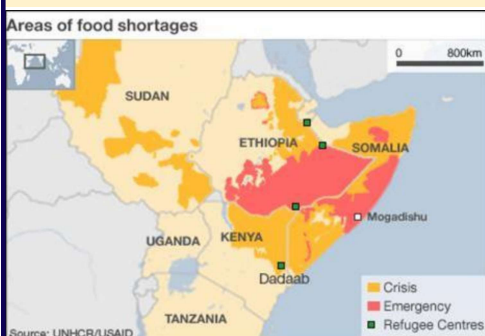 Areas of food shortages
0 800km
SUDAN
ETHIOPIA
SOMALIA
Mogadishu
UGANDA
KENYA
Dadaab
TANZANIA
Crisis
Emergency
Refugee Centres
Source: UNHCR/USAID